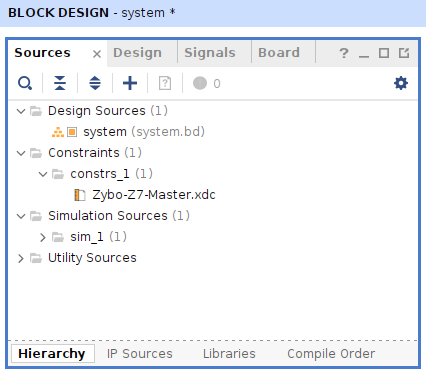 BLOCK DESIGN - system *
Sources × Design Signals Board ?
? 0
Design Sources (1)
system (system.bd)
Constraints (1)
constrs_1 (1)
Zybo-Z7-Master.xdc
Simulation Sources (1)
sim_1 (1)
Utility Sources
Hierarchy IP Sources Libraries Compile Order